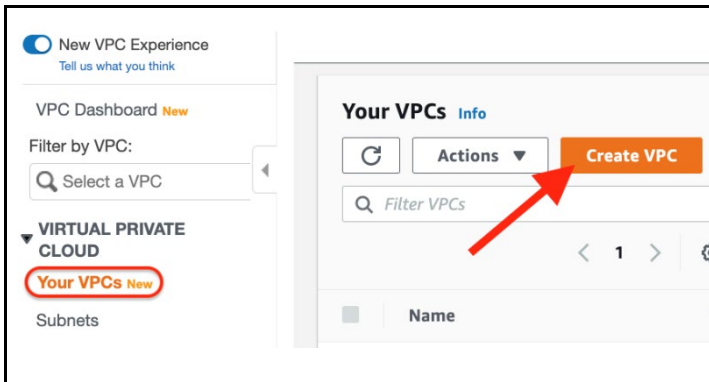 New VPC Experience
Tell us what you think
VPC Dashboard New
Filter by VPC:
Select a VPC
VIRTUAL PRIVATE
CLOUD
Your VPCs New
Subnets
Your VPCs Info
Actions Create VPC
Filter VPCs
1
Name